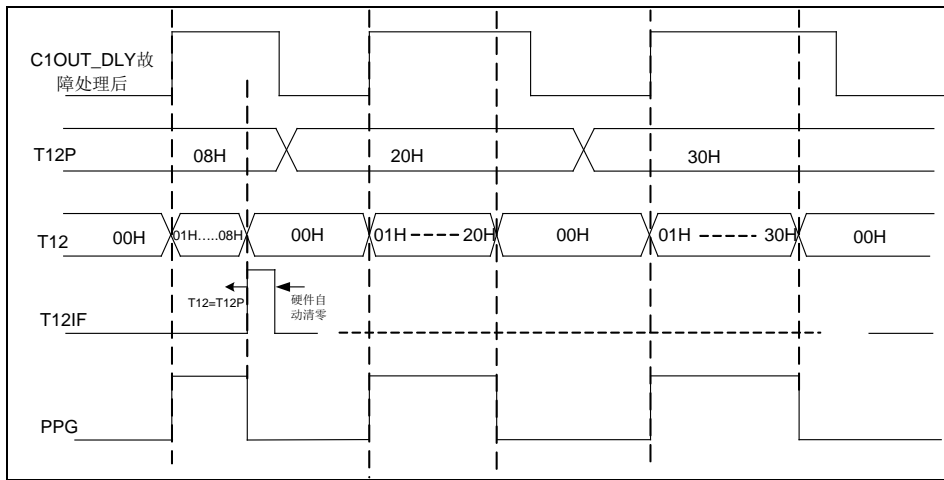 C1OUT_DLY故
障处理后
T12P
08H
20H
30H
T12
00H
01H.....08H
00H
01H-----20H
00H
01H ----- 30H
00H
T12IF
T12=T12P
硬件自
动清零
PPG